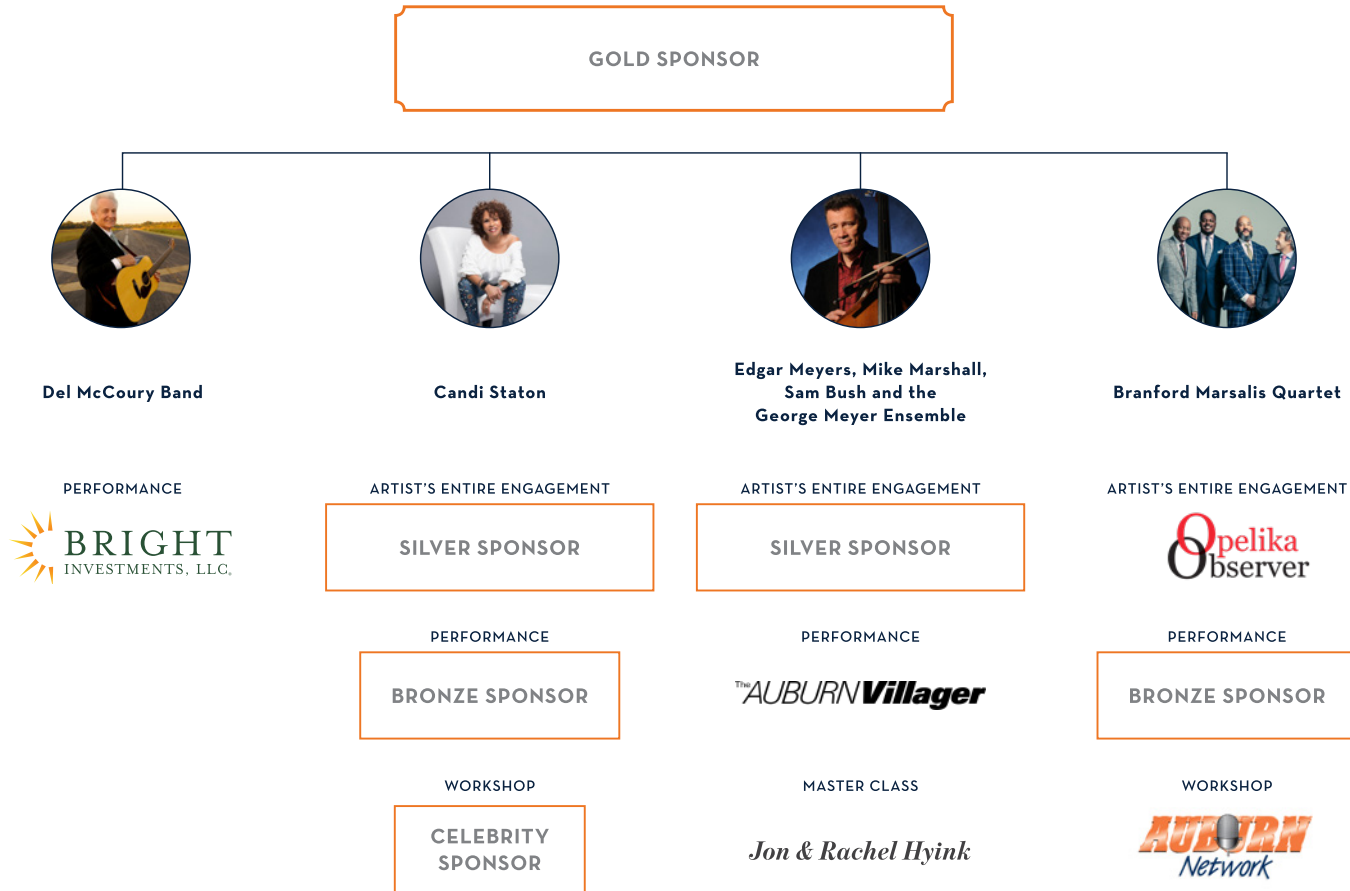 GOLD SPONSOR
Del McCoury Band
Candi Staton
Edgar Meyers, Mike Marshall,
Sam Bush and the
George Meyer Ensemble
Branford Marsalis Quartet
PERFORMANCE
BRIGHT
INVESTMENTS, LLC.
ARTIST’S ENTIRE ENGAGEMENT
SILVER SPONSOR
ARTIST’S ENTIRE ENGAGEMENT
SILVER SPONSOR
ARTIST’S ENTIRE ENGAGEMENT
Opelika
Observer
PERFORMANCE
BRONZE SPONSOR
PERFORMANCE
The AUBURN Villager
PERFORMANCE
BRONZE SPONSOR
WORKSHOP
CELEBRITY
SPONSOR
MASTER CLASS
Jon & Rachel Hyink
WORKSHOP
AUBURN
Network